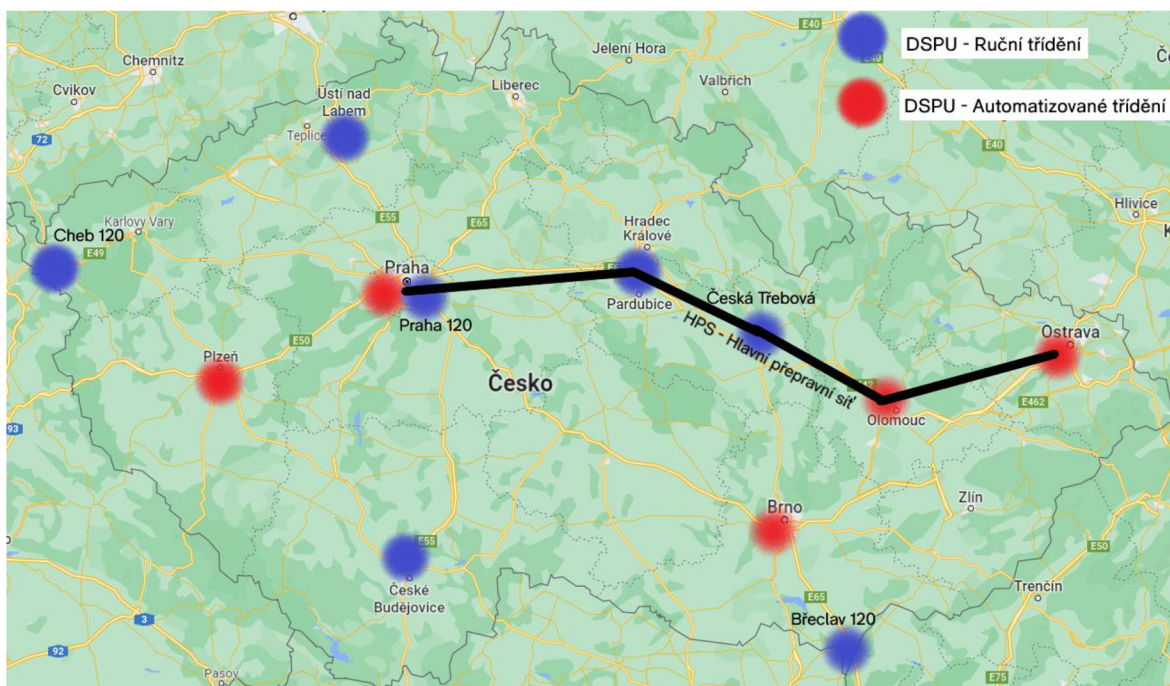 E40
DSPU - Ruční třídění
Jelení Hora
Chemnitz
Valbřich
Cvikov
Liberec
Ústí nad
Labem
DSPU - Automatizované třídění
Teplice
72
E40
E40
Hlivice
Karlovy Vary
E55
E65
Hradec
Králové
Cheb 120
E49
Praha
Pardubice
Česká Třebová
Praha 120
HPS - Hlavní přepravní síť
Ostrava
E50
Plzeň
Česko
E462
Olomouc
93
Zlín
Brno
E55
E50
České
Budějovice
Trenčín
E65
3
Břeclav 120
92
Pasov
E75